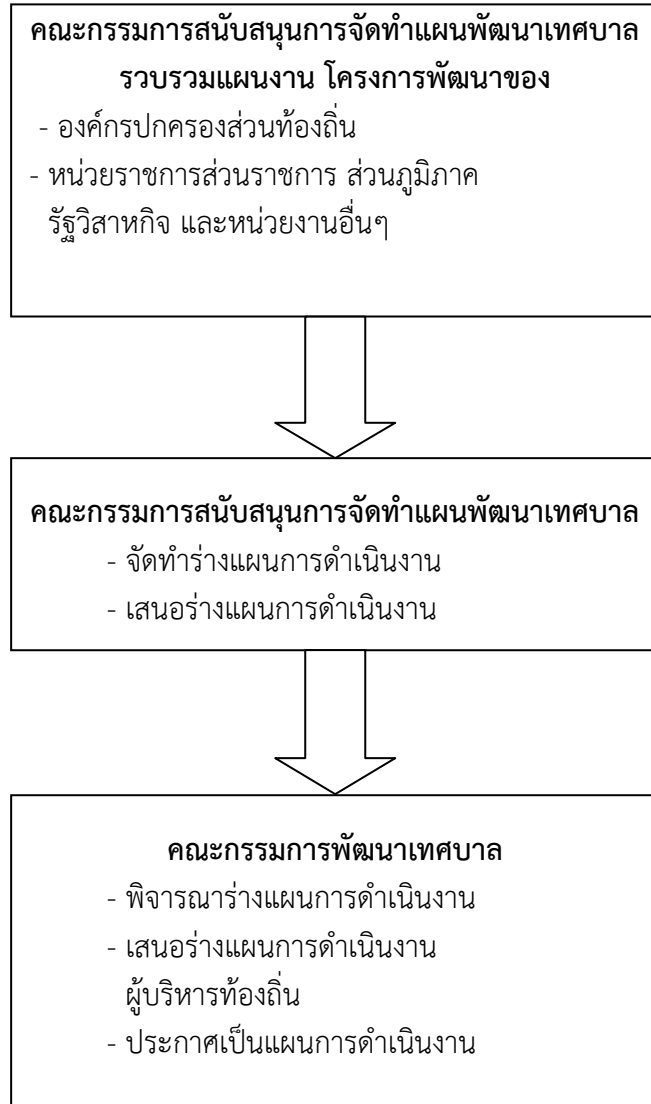 คณะกรรมการสนับสนุนการจัดทำแผนพัฒนาเทศบาล
รวบรวมแผนงาน โครงการพัฒนาของ
- องค์กรปกครองส่วนท้องถิ่น
- หน่วยราชการส่วนราชการ ส่วนภูมิภาค
รัฐวิสาหกิจ และหน่วยงานอื่นๆ
คณะกรรมการสนับสนุนการจัดทำแผนพัฒนาเทศบาล
- จัดทำร่างแผนการดำเนินงาน
- เสนอร่างแผนการดำเนินงาน
คณะกรรมการพัฒนาเทศบาล
- พิจารณาร่างแผนการดำเนินงาน
- เสนอร่างแผนการดำเนินงาน
ผู้บริหารท้องถิ่น
- ประกาศเป็นแผนการดำเนินงาน